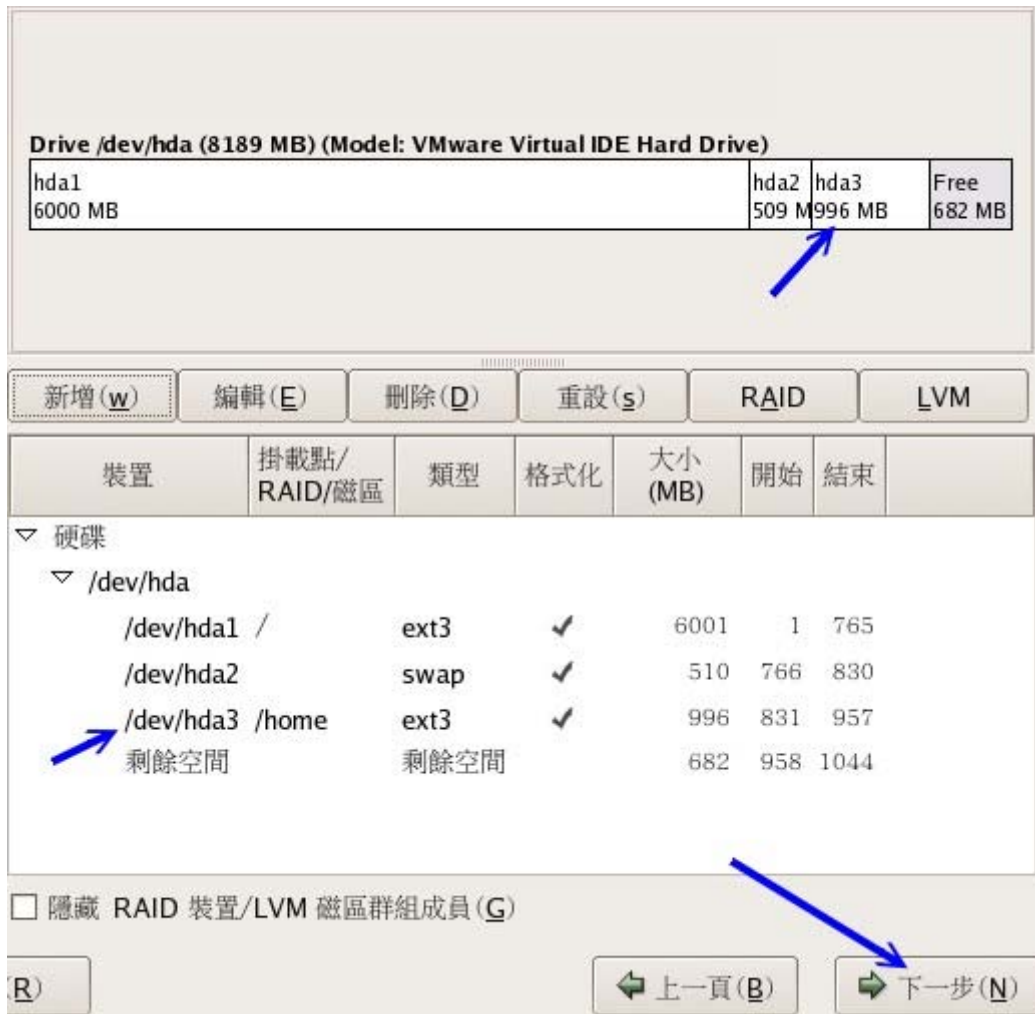 Drive /dev/hda (8189 MB) (Model: VMware Virtual IDE Hard Drive)
hda1 hda2 hda3 Free
6000 MB 509 M 996 MB 682 MB
新增(w) 編輯(E) 刪除(D) 重設(s) RAID LVM
裝置 掛載點/ RAID/磁區 類型 格式化 大小 (MB) 開始 結束
硬碟
/dev/hda
/dev/hda1 / ext3 6001 1 765
/dev/hda2 swap 510 766 830
/dev/hda3 /home ext3 996 831 957
剩餘空間 剩餘空間 682 958 1044
隱藏 RAID 裝置/LVM 磁區群組成員(G)
(R) 上一頁(B) 下一步(N)